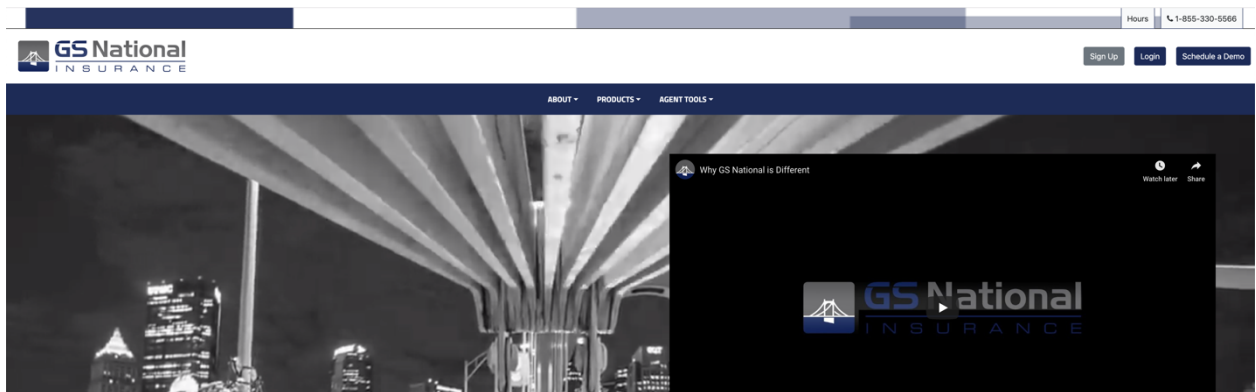 Hours 1-855-330-5566
GS National
INSURANCE
Sign Up Login Schedule a Demo
ABOUT PRODUCTS AGENT TOOLS
Why GS National is Different
Watch later Share
GS National
INSURANCE
UPMC